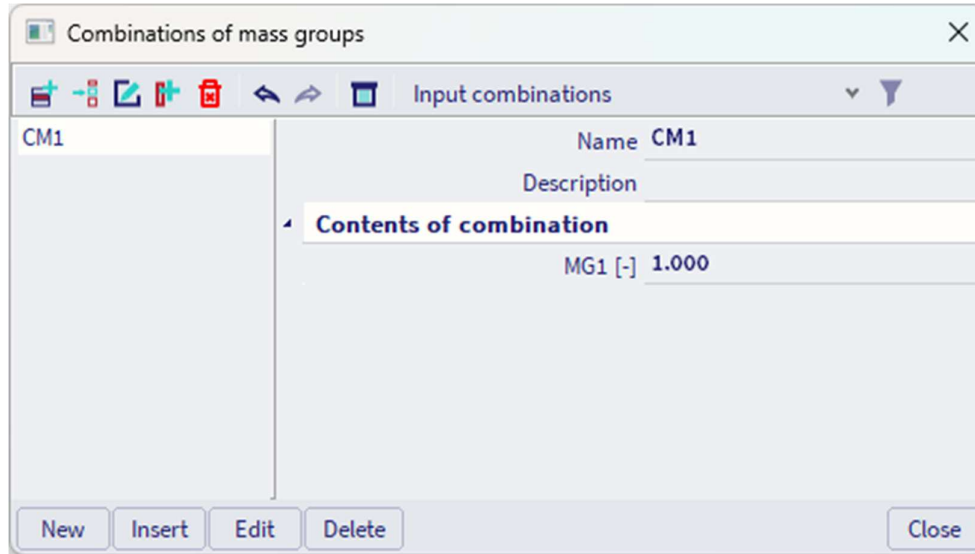 Combinations of mass groups
Input combinations
CM1
Name CM1
Description
Contents of combination
MG1 [-] 1.000
New Insert Edit Delete Close